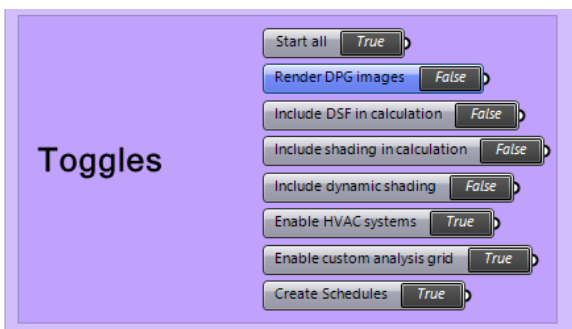 Start all True
Render DPG images False
Include DSF in calculation False
Include shading in calculation False
Toggles
Include dynamic shading False
Enable HVAC systems True
Enable custom analysis grid True
Create Schedules True